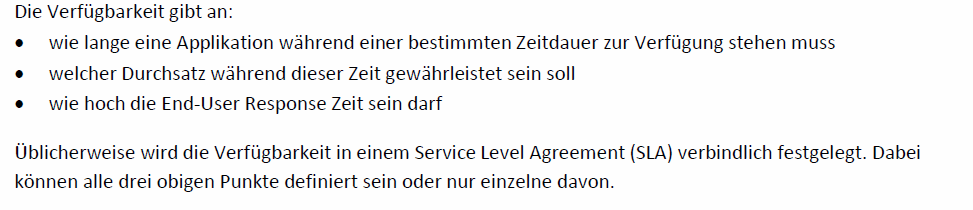 Die Verfügbarkeit gibt an:
• wie lange eine Applikation während einer bestimmten Zeitdauer zur Verfügung stehen muss
• welcher Durchsatz während dieser Zeit gewährleistet sein soll
• wie hoch die End-User Response Zeit sein darf
Üblicherweise wird die Verfügbarkeit in einem Service Level Agreement (SLA) verbindlich festgelegt. Dabei
können alle drei obigen Punkte definiert sein oder nur einzelne davon.